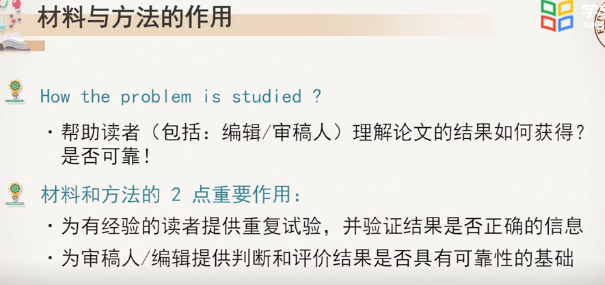 材料与方法的作用
How the problem is studied ?
·帮助读者（包括：编辑/审稿人）理解论文的结果如何获得？
是否可靠！
材料和方法的 2 点重要作用：
·为有经验的读者提供重复试验，并验证结果是否正确的信息
·为审稿人/编辑提供判断和评价结果是否具有可靠性的基础